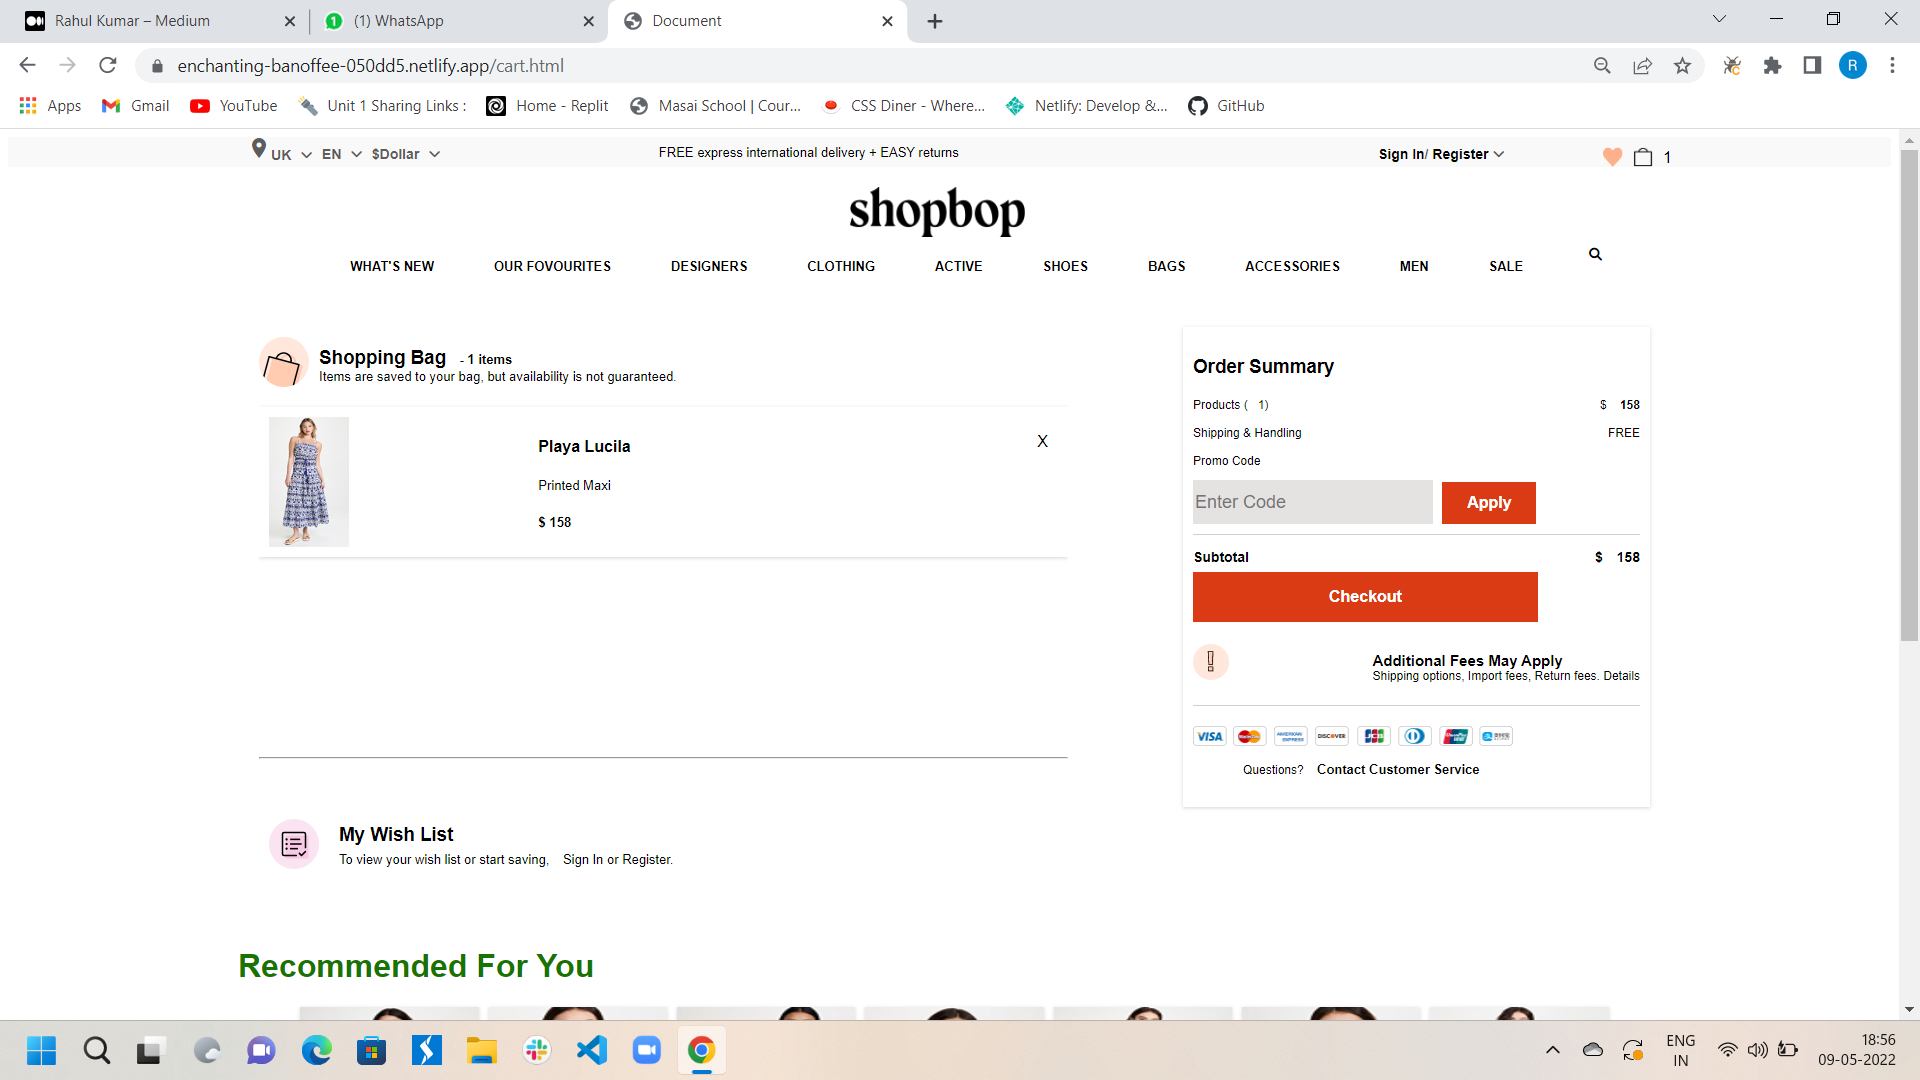 Rahul Kumar – Medium
(1) WhatsApp
Document
enchanting-banoffee-050dd5.netlify.app/cart.html
R
Apps
Gmail
YouTube
Unit 1 Sharing Links :
Home - Replit
Masai School | Cour...
CSS Diner - Where...
Netlify: Develop &...
GitHub
UK EN $Dollar
FREE express international delivery + EASY returns
Sign In/ Register
1
shopbop
WHAT'S NEW OUR FOVOURITES DESIGNERS CLOTHING ACTIVE SHOES BAGS ACCESSORIES MEN SALE
Shopping Bag - 1 items
Items are saved to your bag, but availability is not guaranteed.
Playa Lucila
X
Printed Maxi
$ 158
Order Summary
Products ( 1) $ 158
Shipping & Handling FREE
Promo Code
Enter Code Apply
Subtotal $ 158
Checkout
Additional Fees May Apply
Shipping options, Import fees, Return fees. Details
VISA MasterCard AMERICAN EXPRESS DISCOVER JCB
Questions? Contact Customer Service
My Wish List
To view your wish list or start saving, Sign In or Register.
Recommended For You
ENG
IN
18:56
09-05-2022